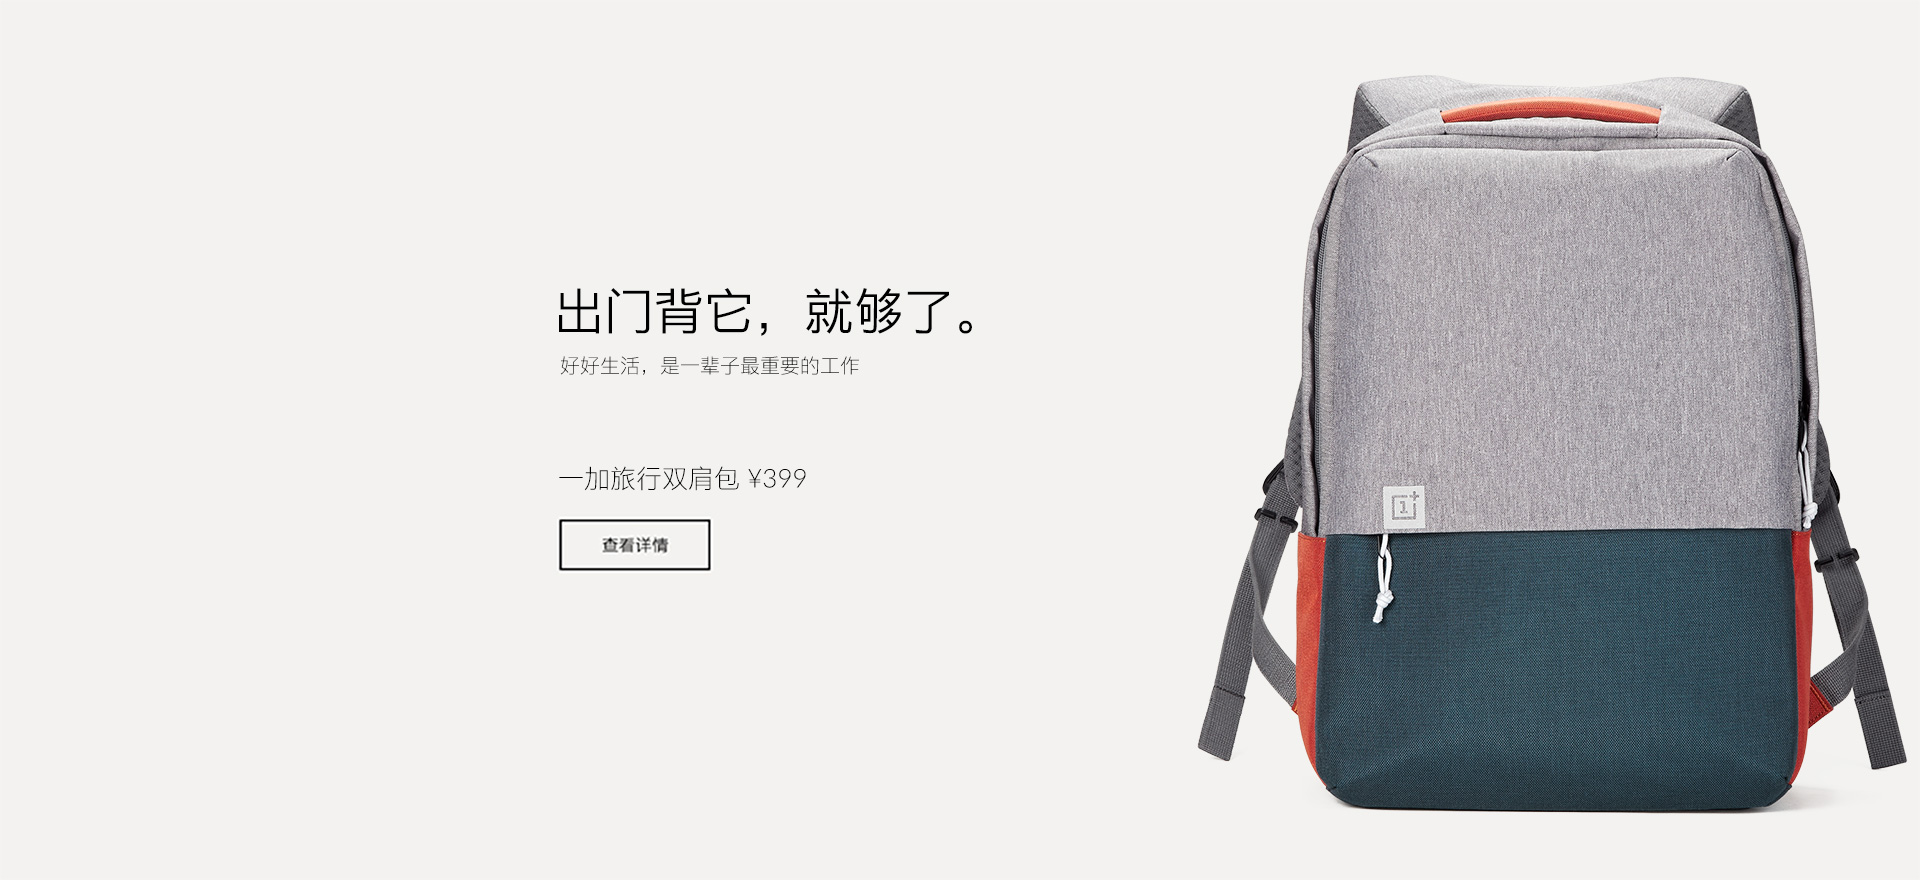 出门背它，就够了。
好好生活，是一辈子最重要的工作
一加旅行双肩包 ¥399
查看详情
1+